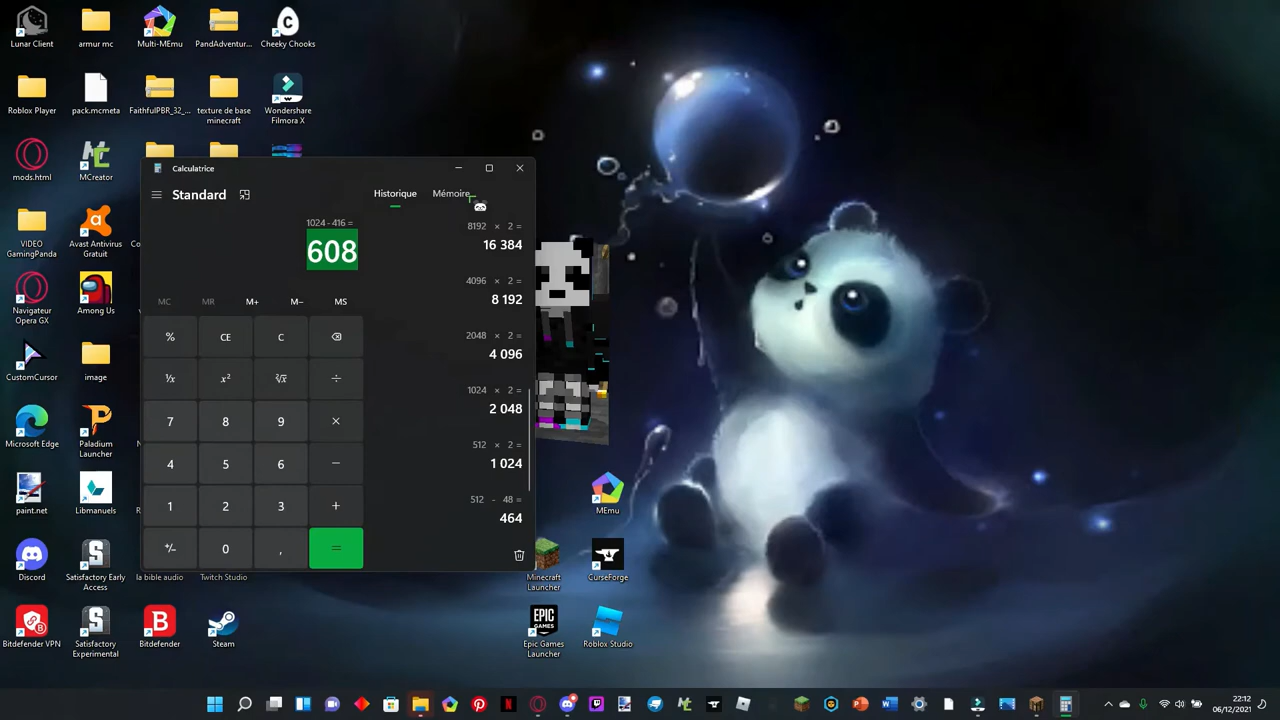 Lunar Client
armur mc
Multi-MEmu
PandAdventur...
Cheeky Chooks
Roblox Player
pack.mcmeta
FaithfulPBR_32_...
texture de base minecraft
Wondershare Filmora X
mods.html
MCreator
VIDEO GamingPanda
Avast Antivirus Gratuit
Navigateur Opera GX
Among Us
CustomCursor
image
Microsoft Edge
Paladium Launcher
paint.net
Libmanuels
Discord
Satisfactory Early Access
la bible audio
Twitch Studio
Bitdefender VPN
Satisfactory Experimental
Bitdefender
Steam
Calculatrice
Standard
Historique
Mémoire
1024 - 416 =
608
MC MR M+ M− MS
% CE C
⅟x x² ²√x ÷
7 8 9 ×
4 5 6 −
1 2 3 +
+/− 0 , =
8192 × 2 =
16 384
4096 × 2 =
8 192
2048 × 2 =
4 096
1024 × 2 =
2 048
512 × 2 =
1 024
512 - 48 =
464
MEmu
Minecraft Launcher
CurseForge
EPIC GAMES
Epic Games Launcher
Roblox Studio
22:12
06/12/2021